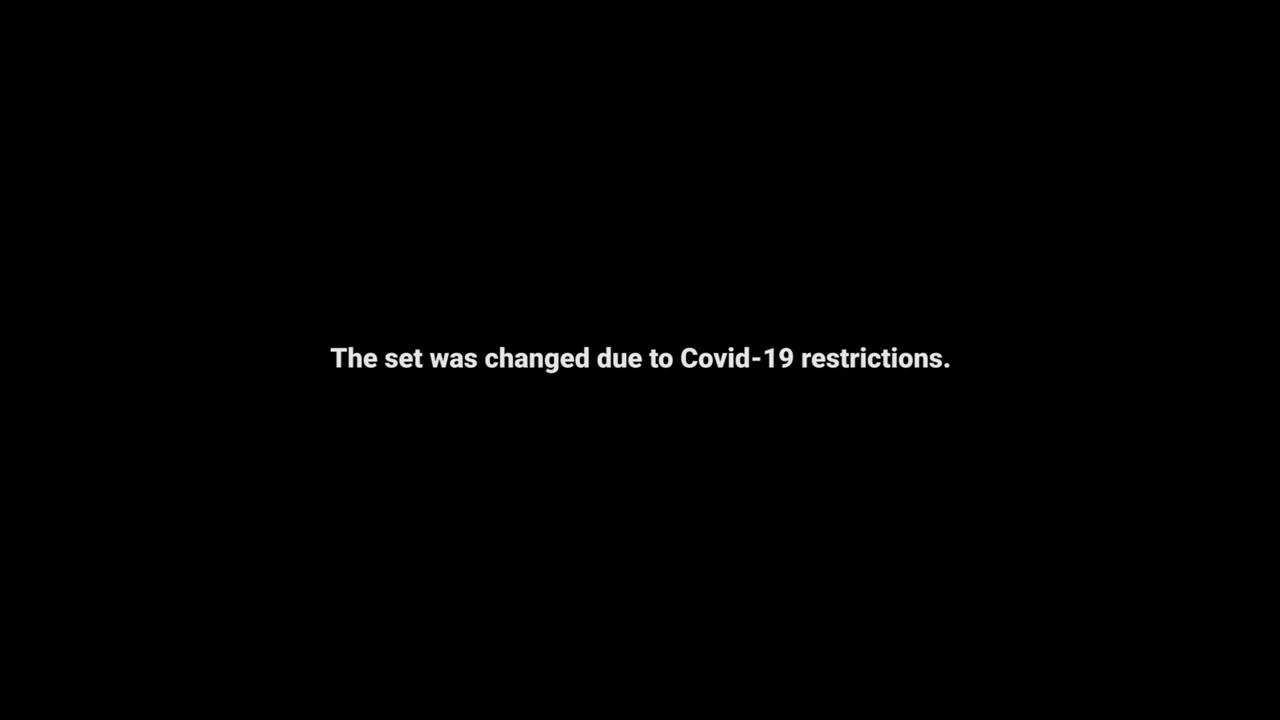 The set was changed due to Covid-19 restrictions.